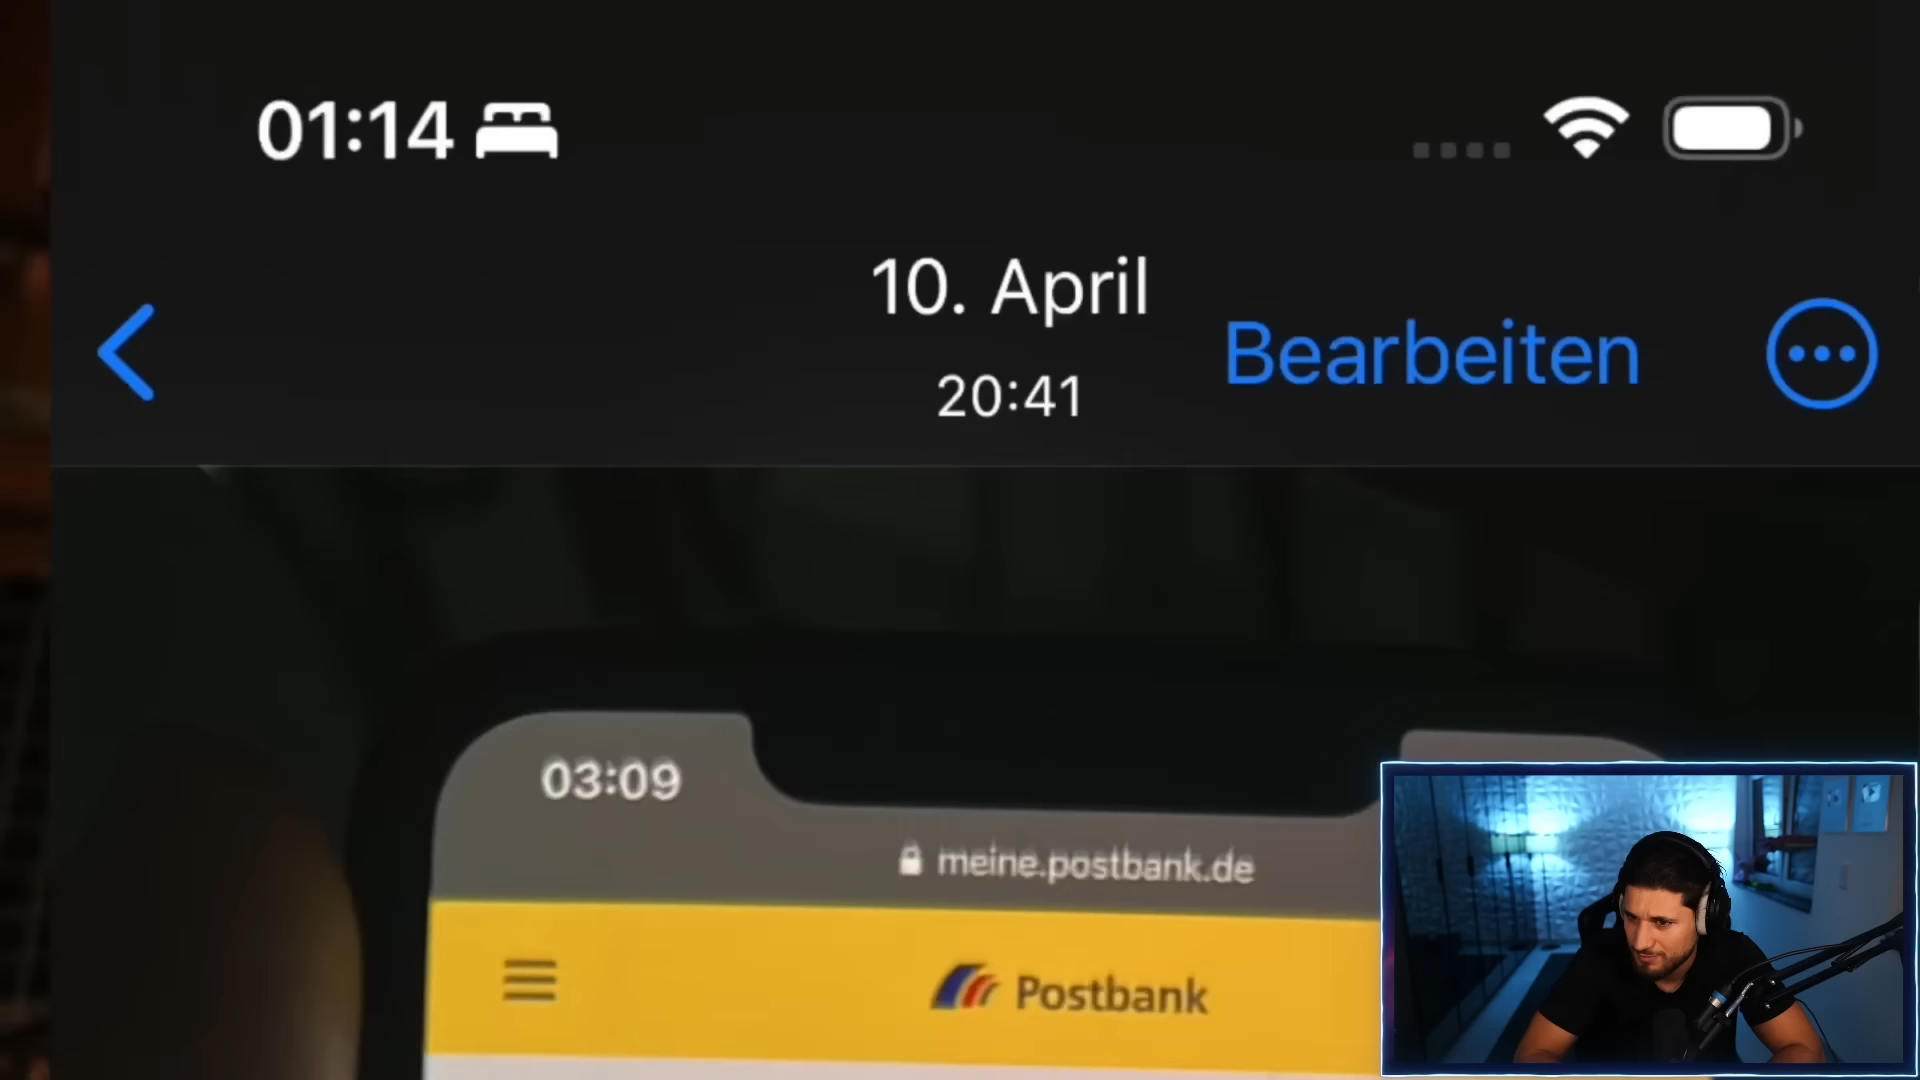 01:14
10. April
Bearbeiten
20:41
03:09
meine.postbank.de
Postbank